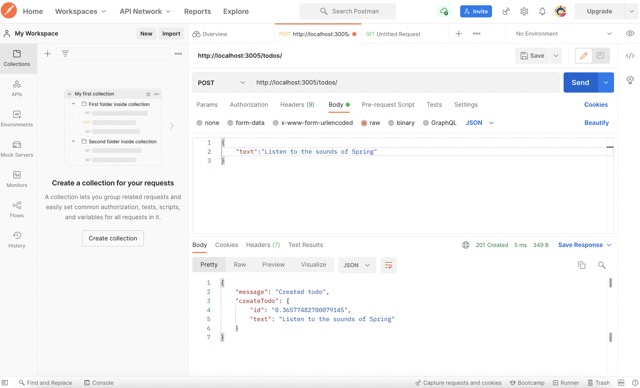 Home Workspaces API Network Reports Explore Search Postman Invite Upgrade
My Workspace New Import Overview POST http://localhost:3005/ GET Untitled Request No Environment
Collections
APIs
Environments
Mock Servers
Monitors
Flows
History
My first collection
First folder inside collection
Second folder inside collection
Create a collection for your requests
A collection lets you group related requests and
easily set common authorization, tests, scripts,
and variables for all requests in it.
Create collection
http://localhost:3005/todos/ Save
POST http://localhost:3005/todos/ Send
Params Authorization Headers (9) Body Pre-request Script Tests Settings Cookies
none form-data x-www-form-urlencoded raw binary GraphQL JSON Beautify
1 {
2 "text":"Listen to the sounds of Spring"
3 }
Body Cookies Headers (7) Test Results 201 Created 5 ms 349 B Save Response
Pretty Raw Preview Visualize JSON
1 {
2 "message": "Created todo",
3 "createTodo": {
4 "id": "0.36577482700079145",
5 "text": "Listen to the sounds of Spring"
6 }
7 }
Find and Replace Console Capture requests and cookies Bootcamp Runner Trash